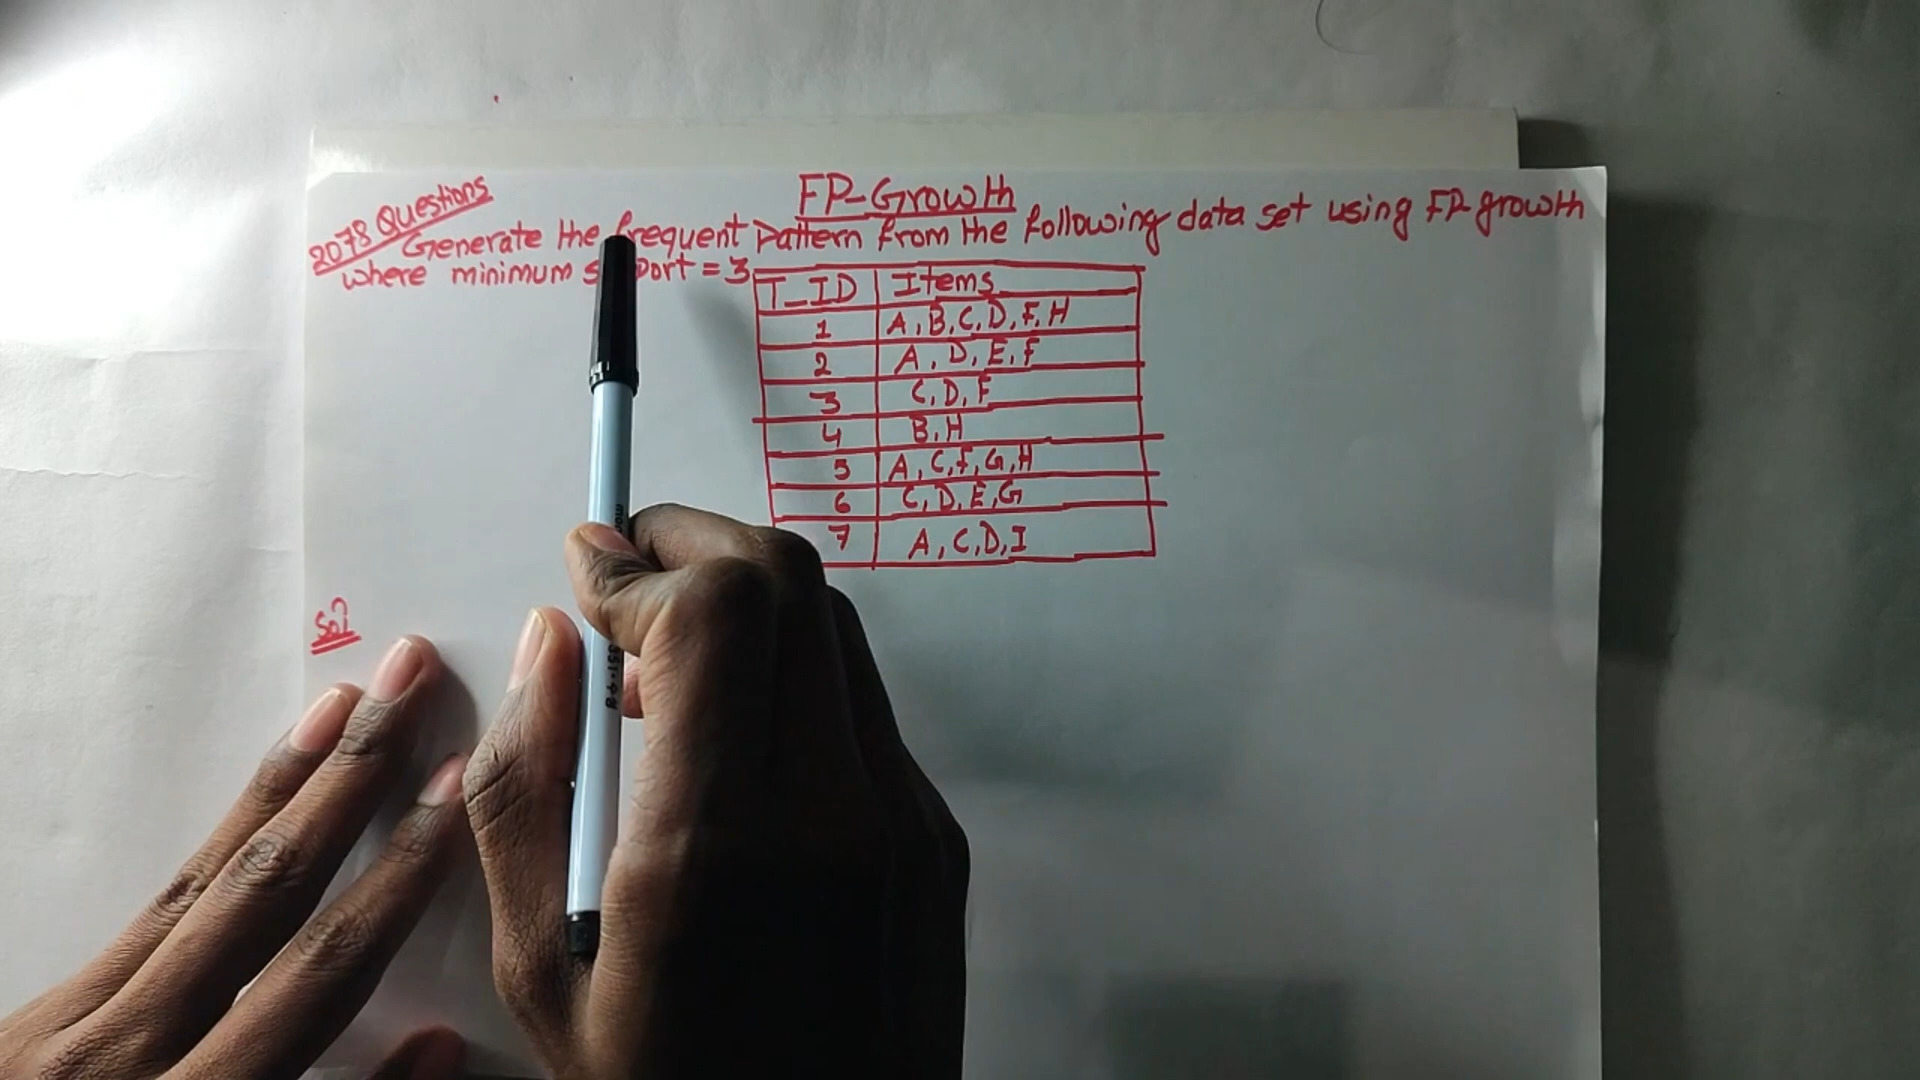 FP-Growth
2078 Questions
Generate the frequent pattern from the following data set using FP-growth
where minimum = 3
T_ID Items
1 A, B, C, D, F, H
2 A, D, E, F
3 C, D, F
4 B, H
5 A, C, F, G, H
6 C, D, E, G
7 A, C, D, I
Sol